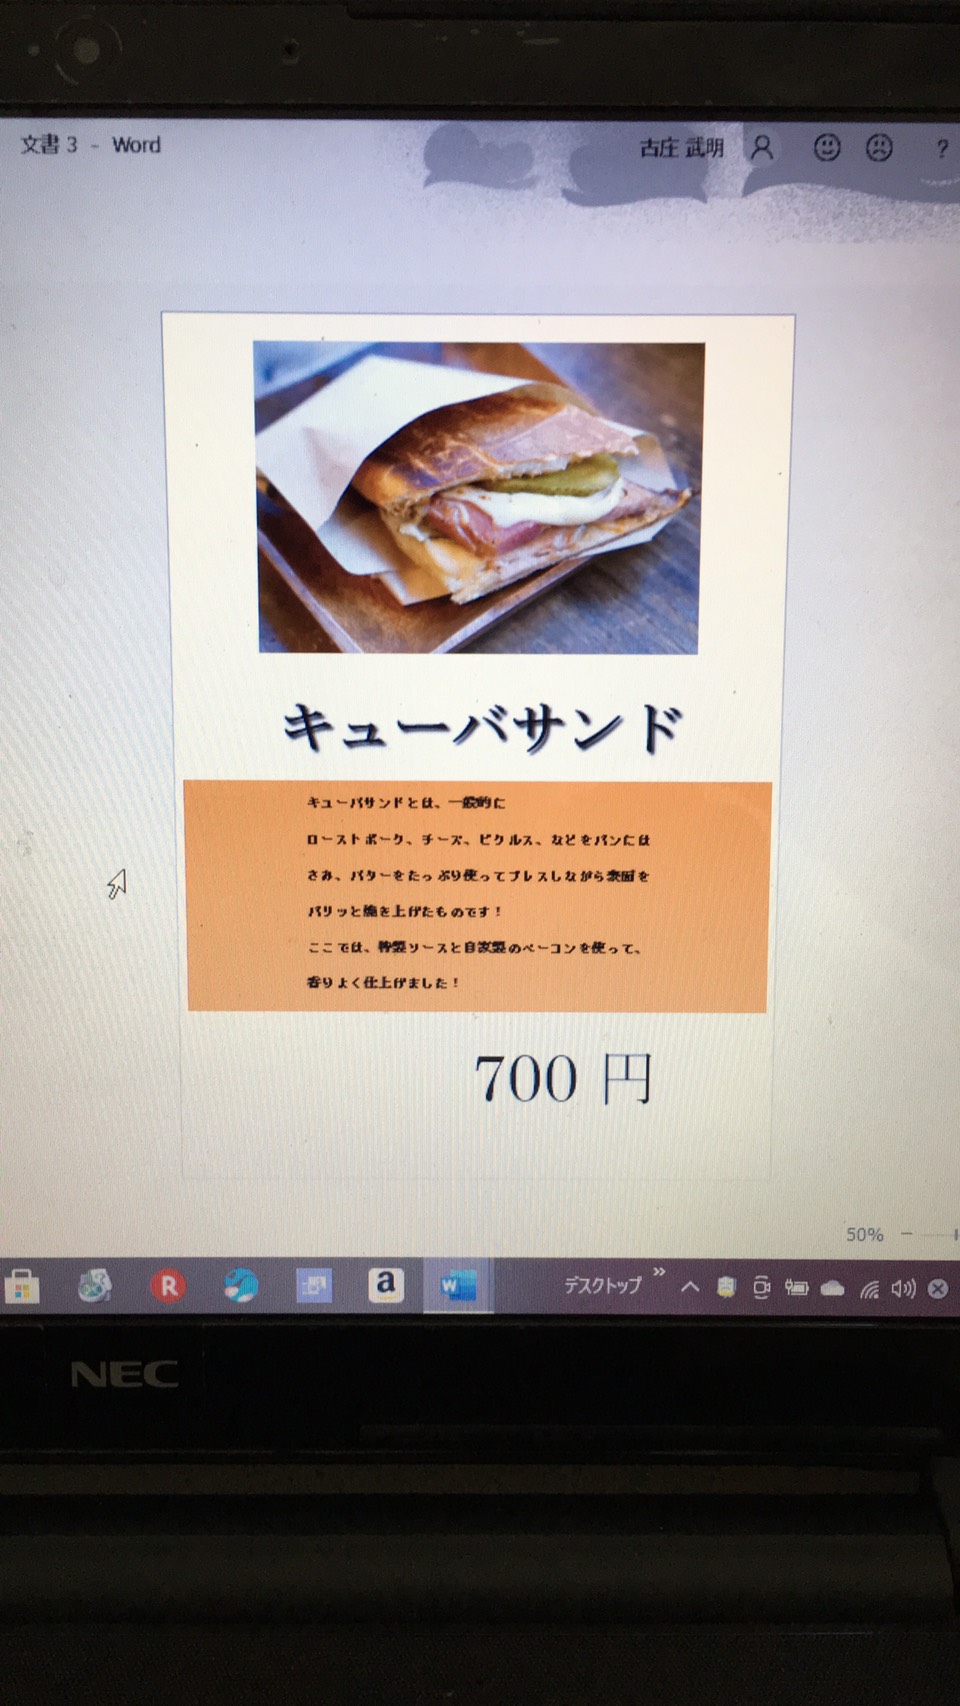 文書 3 - Word
古庄 武明
?
キューバサンド
キューバサンドとは、一般的に
ローストポーク、チーズ、ピクルス、などをパンには
さみ、バターをたっぷり使ってプレスしながら表面を
パリッと焼き上げたものです！
ここでは、特製ソースと自家製のベーコンを使って、
香りよく仕上げました！
700 円
50%
R
a
W
デスクトップ
NEC